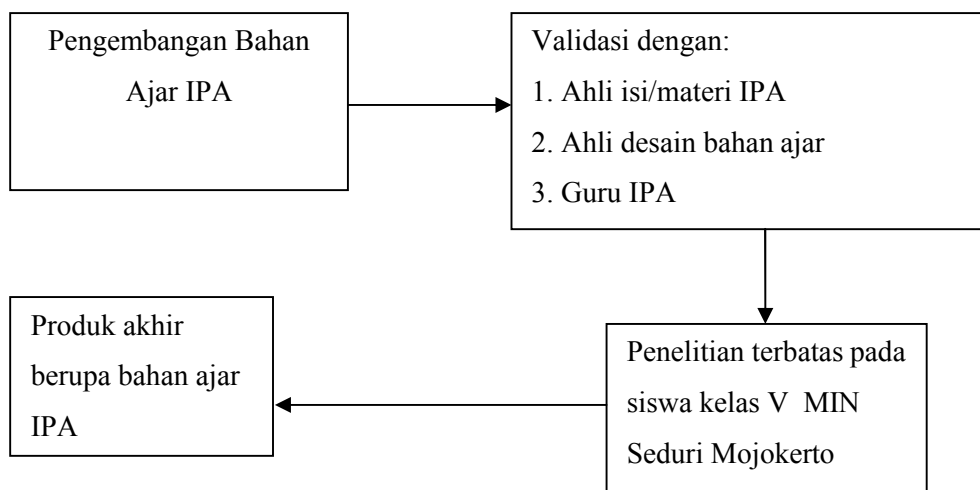 Pengembangan Bahan
Ajar IPA
Validasi dengan:
1. Ahli isi/materi IPA
2. Ahli desain bahan ajar
3. Guru IPA
Penelitian terbatas pada
siswa kelas V MIN
Seduri Mojokerto
Produk akhir
berupa bahan ajar
IPA